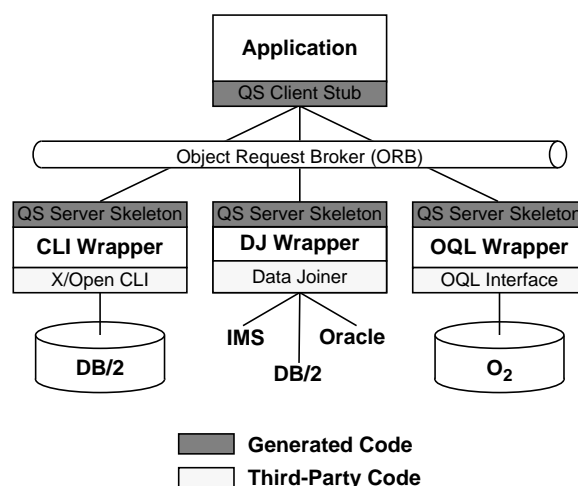 Application
QS Client Stub
Object Request Broker (ORB)
QS Server Skeleton QS Server Skeleton QS Server Skeleton
CLI Wrapper DJ Wrapper OQL Wrapper
X/Open CLI Data Joiner OQL Interface
IMS Oracle
DB/2 DB/2 O₂
Generated Code
Third-Party Code